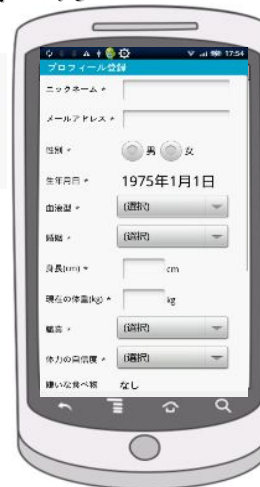 17:54
プロフィール登録
ニックネーム *
メールアドレス *
性別 * 男 女
生年月日 * 1975年1月1日
血液型 * (選択)
(選択)
身長(cm) * cm
現在の体重(kg) * kg
職業 * (選択)
体力の自信度 * (選択)
嫌いな食べ物 なし